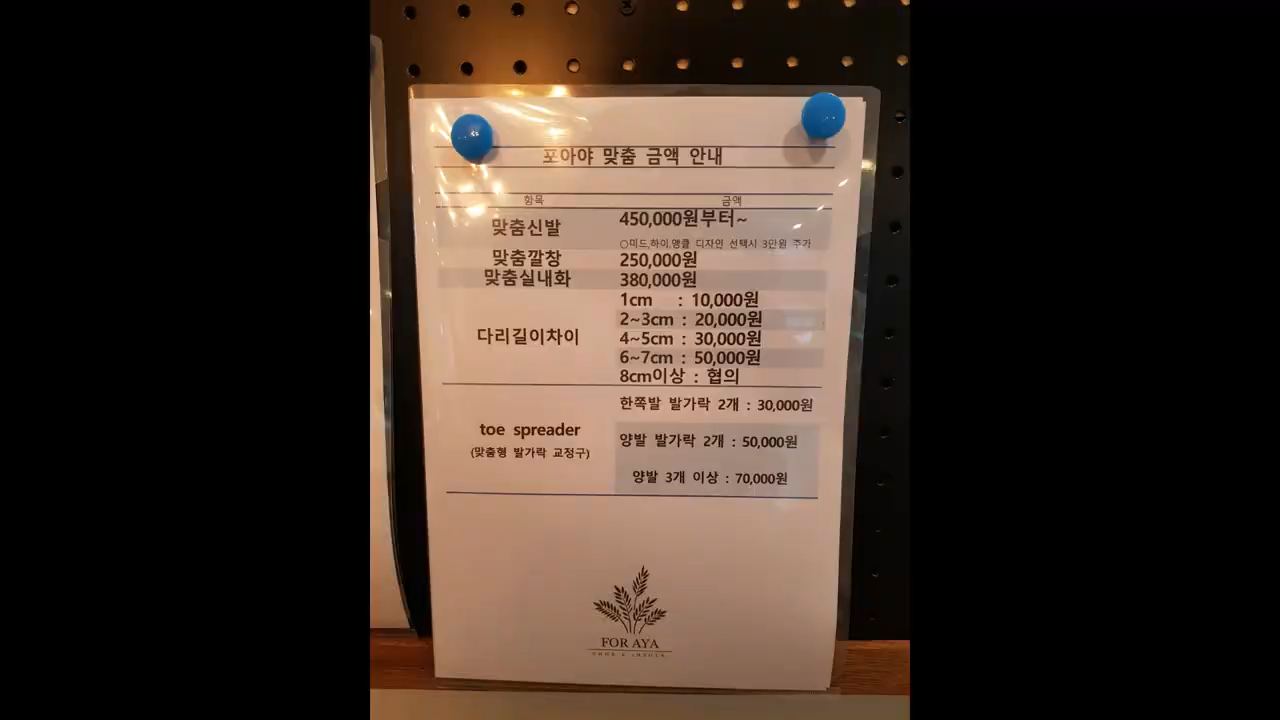 포아야 맞춤 금액 안내
항목 금액
맞춤신발 450,000원부터~
○미드,하이,앵클 디자인 선택시 3만원 추가
맞춤깔창 250,000원
맞춤실내화 380,000원
다리길이차이
1cm : 10,000원
2~3cm : 20,000원
4~5cm : 30,000원
6~7cm : 50,000원
8cm이상 : 협의
toe spreader
(맞춤형 발가락 교정구)
한쪽발 발가락 2개 : 30,000원
양발 발가락 2개 : 50,000원
양발 3개 이상 : 70,000원
FOR AYA
SHOE & INSOLE